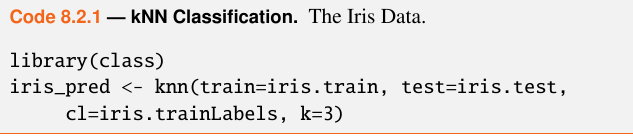 Code 8.2.1 — kNN Classification. The Iris Data.
library(class)
iris_pred <- knn(train=iris.train, test=iris.test,
cl=iris.trainLabels, k=3)